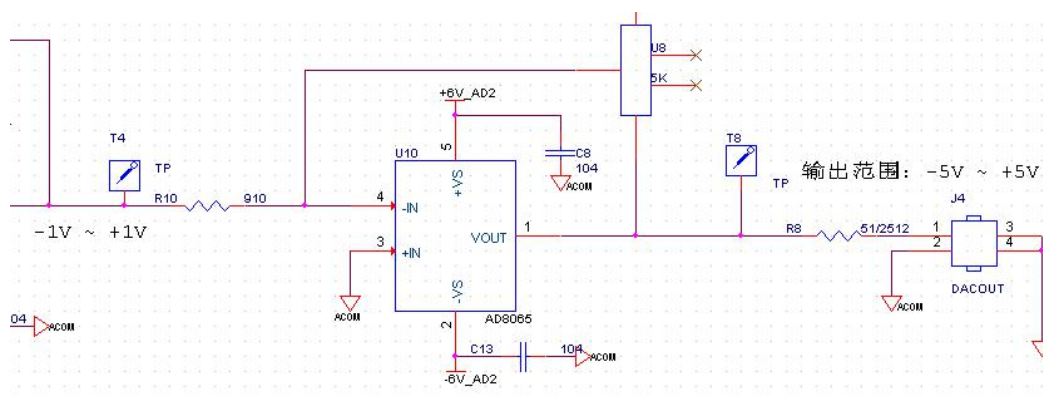 U8
5K
+6V_AD2
T4
TP
5
U10
C8
104
ACOM
+VS
T8
TP
输出范围: -5V ~ +5V
R10
910
4
-IN
J4
-1V ~ +1V
3
+IN
VOUT
1
R8
51/2512
1
2
3
4
ACOM
-VS
ACOM
DACOUT
04
ACOM
2
AD8065
C13
104
ACOM
-6V_AD2